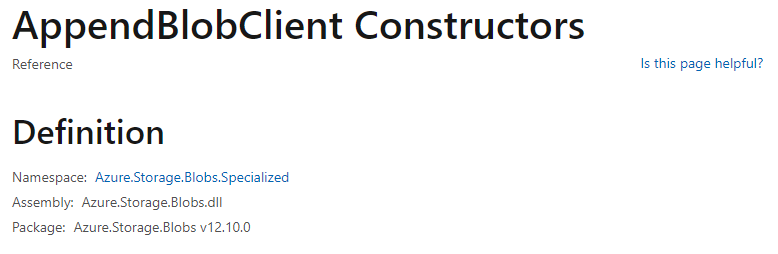 AppendBlobClient Constructors
Reference
Is this page helpful?
Definition
Namespace: Azure.Storage.Blobs.Specialized
Assembly: Azure.Storage.Blobs.dll
Package: Azure.Storage.Blobs v12.10.0